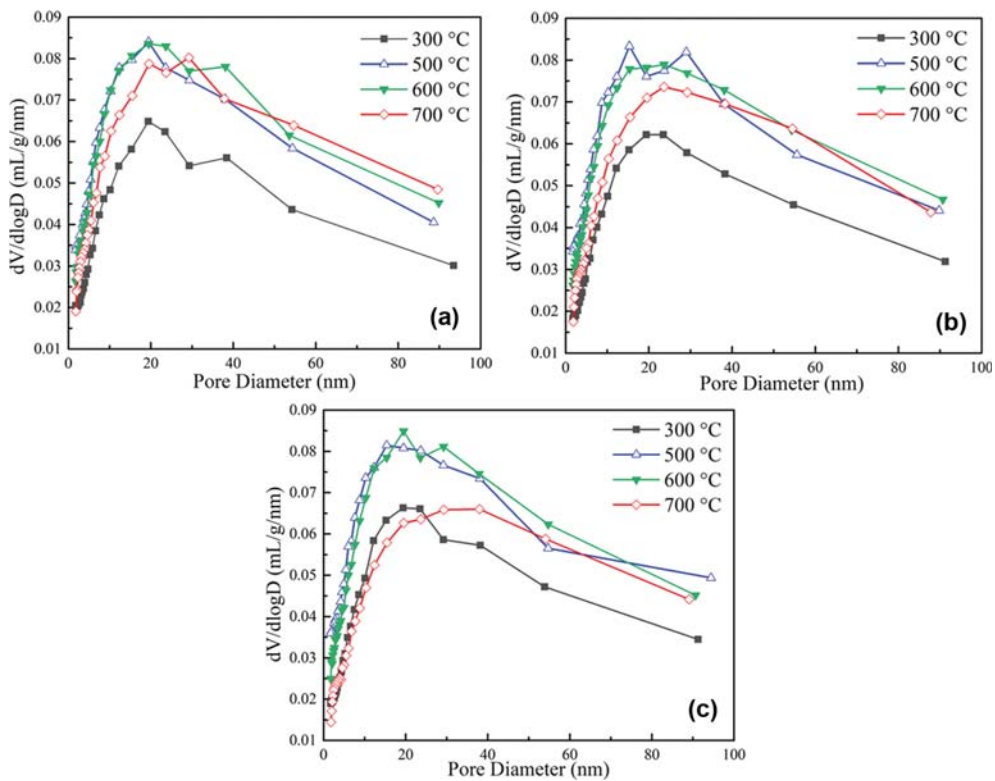 0.09
0.08
0.07
0.06
0.05
0.04
0.03
0.02
0.01
dV/dlogD (mL/g/nm)
300 °C
500 °C
600 °C
700 °C
(a)
0 20 40 60 80 100
Pore Diameter (nm)
0.09
0.08
0.07
0.06
0.05
0.04
0.03
0.02
0.01
dV/dlogD (mL/g/nm)
300 °C
500 °C
600 °C
700 °C
(b)
0 20 40 60 80 100
Pore Diameter (nm)
0.09
0.08
0.07
0.06
0.05
0.04
0.03
0.02
0.01
dV/dlogD (mL/g/nm)
300 °C
500 °C
600 °C
700 °C
(c)
0 20 40 60 80 100
Pore Diameter (nm)